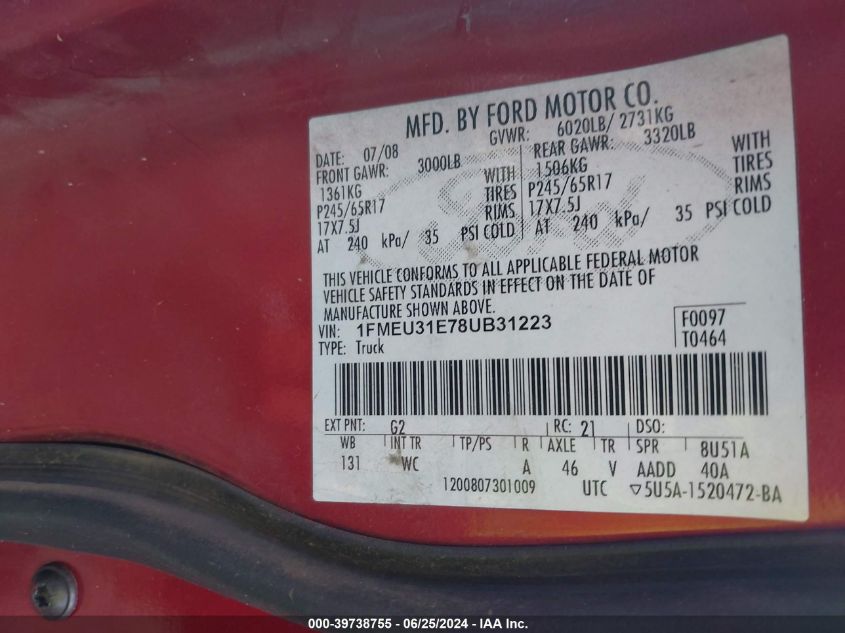 MFD. BY FORD MOTOR CO.
DATE: 07/08 GVWR: 6020LB/ 2731KG
FRONT GAWR: 3000LB REAR GAWR: 3320LB
1361KG WITH 1506KG WITH
P245/65R17 TIRES P245/65R17 TIRES
17X7.5J RIMS 17X7.5J RIMS
AT 240 kPa/ 35 PSI COLD AT 240 kPa/ 35 PSI COLD
THIS VEHICLE CONFORMS TO ALL APPLICABLE FEDERAL MOTOR
VEHICLE SAFETY STANDARDS IN EFFECT ON THE DATE OF
MANUFACTURE SHOWN ABOVE.
VIN: 1FMEU31E78UB31223 F0097
TYPE: Truck T0464
EXT PNT: G2 RC: 21 DSO:
WB INT TR TP/PS R AXLE TR SPR 8U51A
131 WC A 46 V AADD 40A
1200807301009 UTC ▽5U5A-1520472-BA
000-39738755 / 06/25/2024 - IAA Inc.